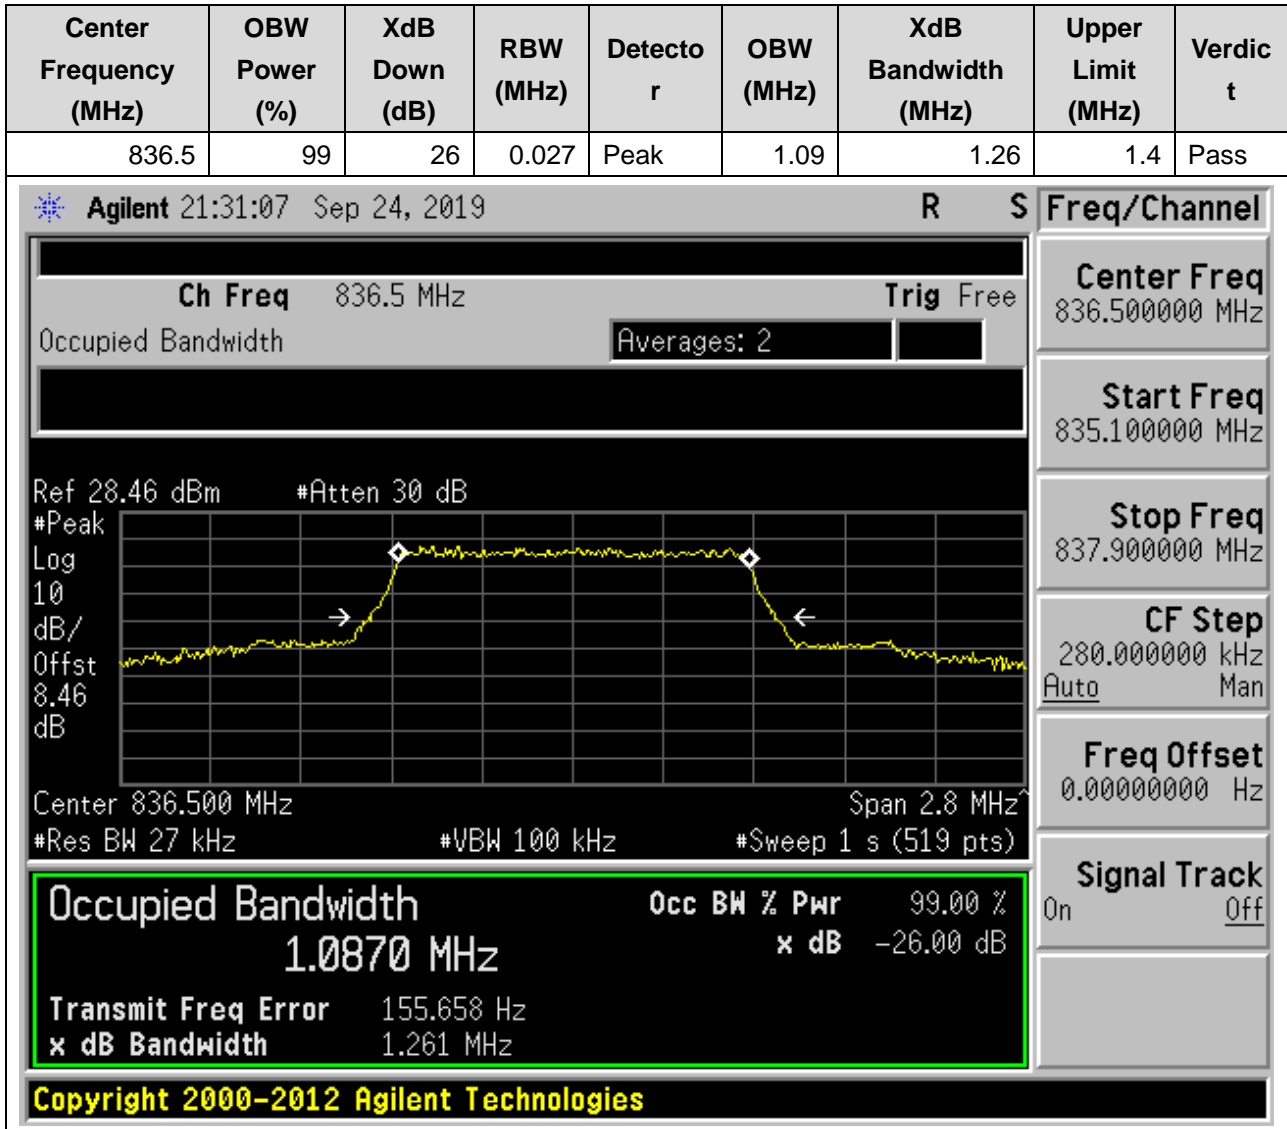 Center Frequency (MHz) OBW Power (%) XdB Down (dB) RBW (MHz) Detecto r OBW (MHz) XdB Bandwidth (MHz) Upper Limit (MHz) Verdic t
836.5 99 26 0.027 Peak 1.09 1.26 1.4 Pass
Agilent 21:31:07 Sep 24, 2019 R S Freq/Channel
Ch Freq 836.5 MHz Trig Free
Occupied Bandwidth Averages: 2
Center Freq
836.500000 MHz
Start Freq
835.100000 MHz
Stop Freq
837.900000 MHz
CF Step
280.000000 kHz
Auto Man
Freq Offset
0.00000000 Hz
Signal Track
On Off
Ref 28.46 dBm #Atten 30 dB
#Peak
Log
10
dB/
Offst
8.46
dB
Center 836.500 MHz Span 2.8 MHz^
#Res BW 27 kHz #VBW 100 kHz #Sweep 1 s (519 pts)
Occupied Bandwidth Occ BW % Pwr 99.00 %
1.0870 MHz x dB -26.00 dB
Transmit Freq Error 155.658 Hz
x dB Bandwidth 1.261 MHz
Copyright 2000-2012 Agilent Technologies